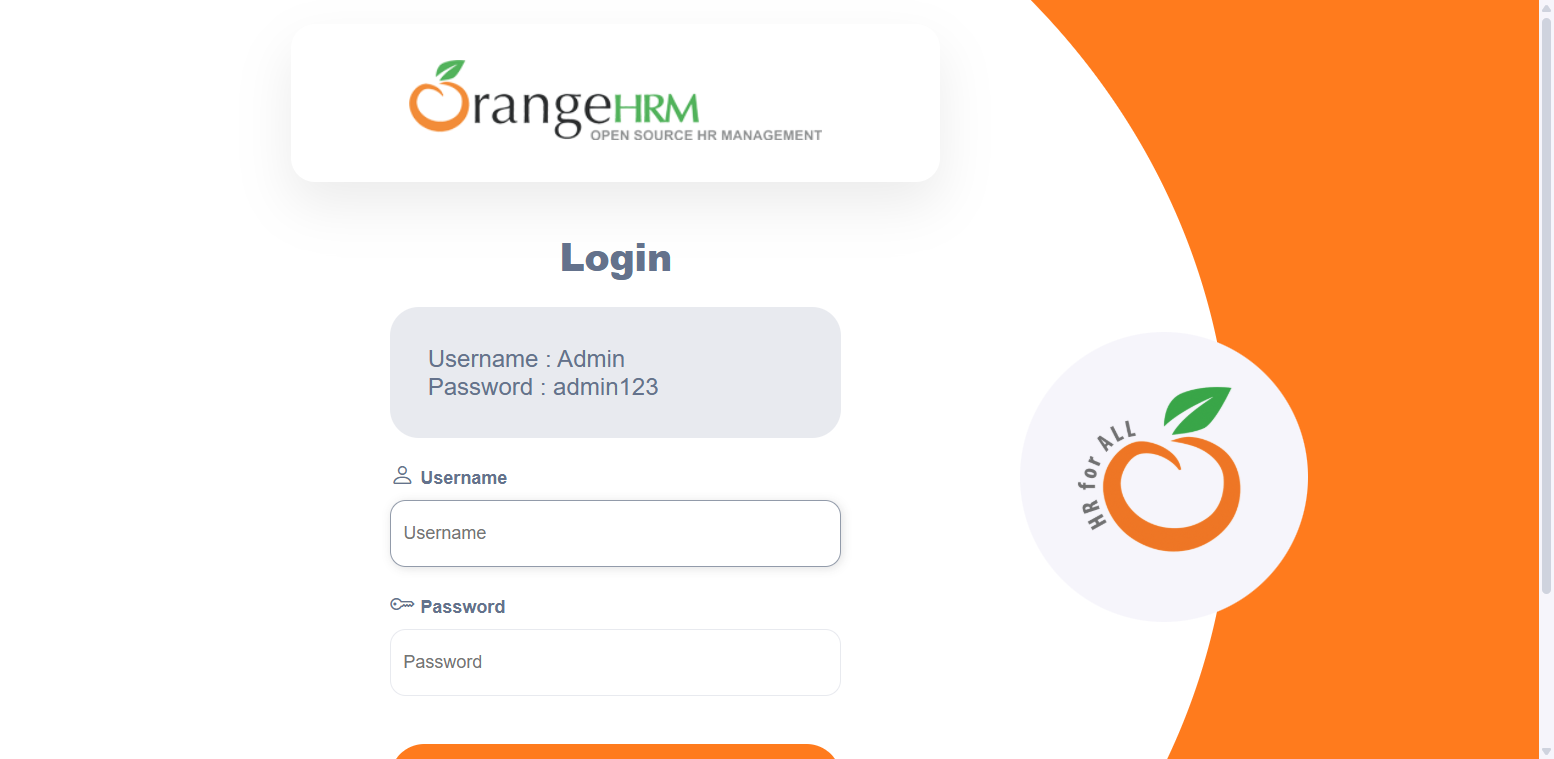 OrangeHRM
OPEN SOURCE HR MANAGEMENT
Login
Username : Admin
Password : admin123
Username
Username
Password
Password
HR for ALL